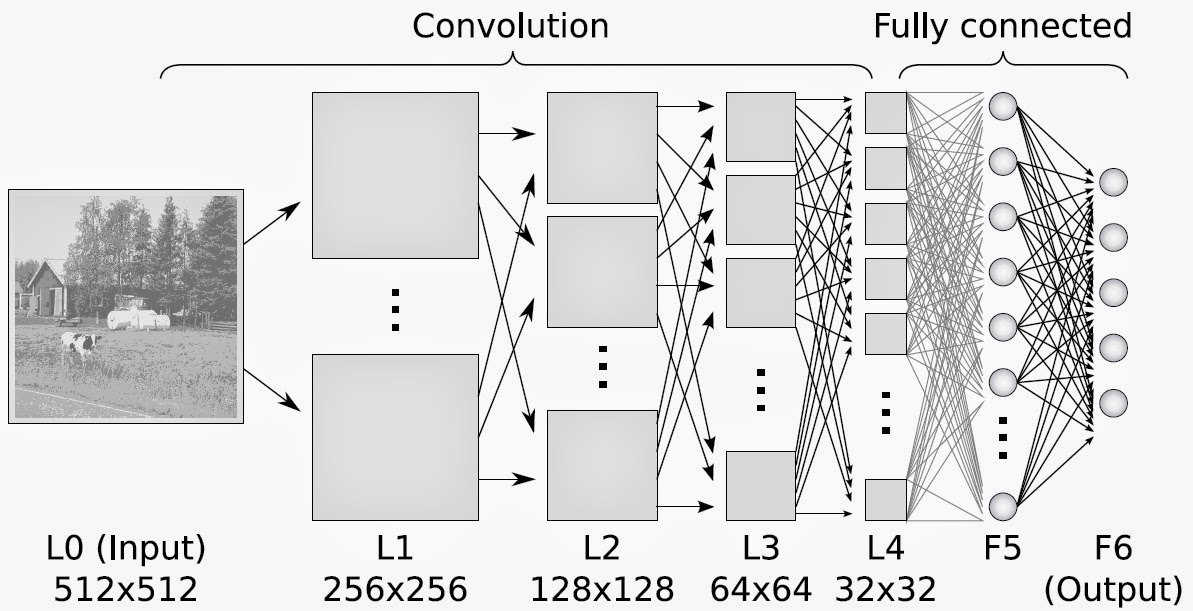 Convolution
Fully connected
L0 (Input)
512x512
L1
256x256
L2
128x128
L3
64x64
L4
32x32
F5
F6
(Output)